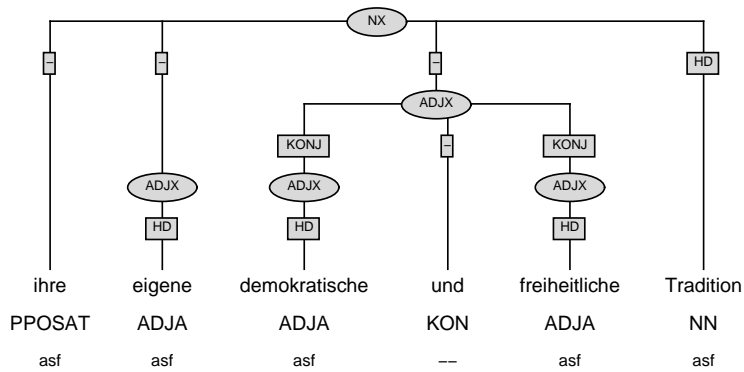 NX
– – – HD
ADJX
KONJ – KONJ
ADJX ADJX ADJX
HD HD HD
ihre eigene demokratische und freiheitliche Tradition
PPOSAT ADJA ADJA KON ADJA NN
asf asf asf −− asf asf